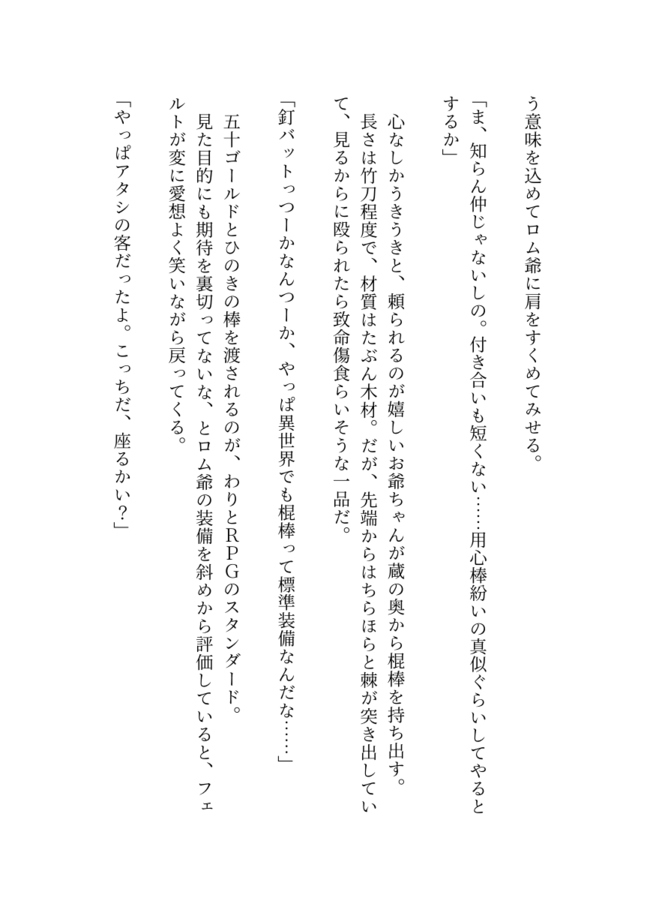 う意味を込めてロム爺に肩をすくめてみせる。
「ま、知らん仲じゃないしの。付き合いも短くない……用心棒紛いの真似ぐらいしてやると
するか」
心なしかうきうきと、頼られるのが嬉しいお爺ちゃんが蔵の奥から棍棒を持ち出す。
長さは竹刀程度で、材質はたぶん木材。だが、先端からはちらほらと棘が突き出してい
て、見るからに殴られたら致命傷食らいそうな一品だ。
「釘バットっつーかなんつーか、やっぱ異世界でも棍棒って標準装備なんだな……」
五十ゴールドとひのきの棒を渡されるのが、わりとＲＰＧのスタンダード。
見た目的にも期待を裏切ってないな、とロム爺の装備を斜めから評価していると、フェ
ルトが変に愛想よく笑いながら戻ってくる。
「やっぱアタシの客だったよ。こっちだ、座るかい？」